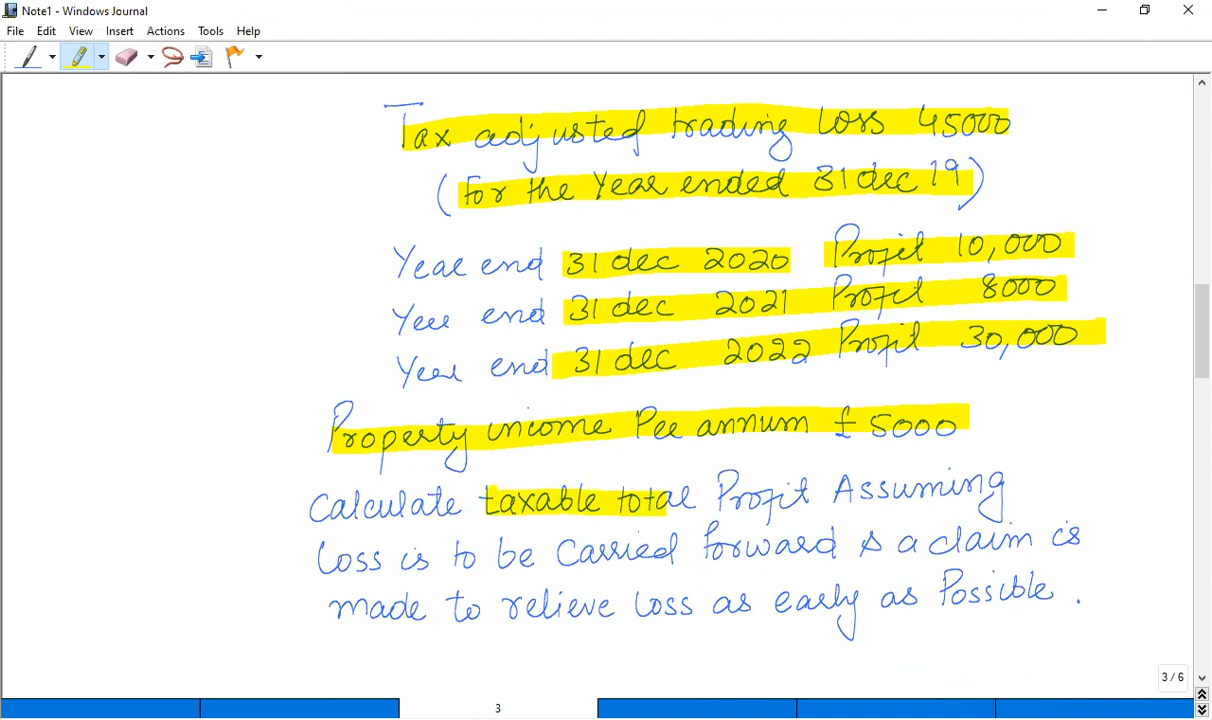 Note1 - Windows Journal
File Edit View Insert Actions Tools Help
Tax adjusted trading loss 45000
(for the Year ended 31 dec 19)
Year end 31 dec 2020 Profit 10,000
Year end 31 dec 2021 Profit 8000
Year end 31 dec 2022 Profit 30,000
Property income Per annum £ 5000
Calculate taxable total Profit Assuming
loss is to be Carried forward & a claim is
made to relieve loss as early as Possible .
3 / 6
3